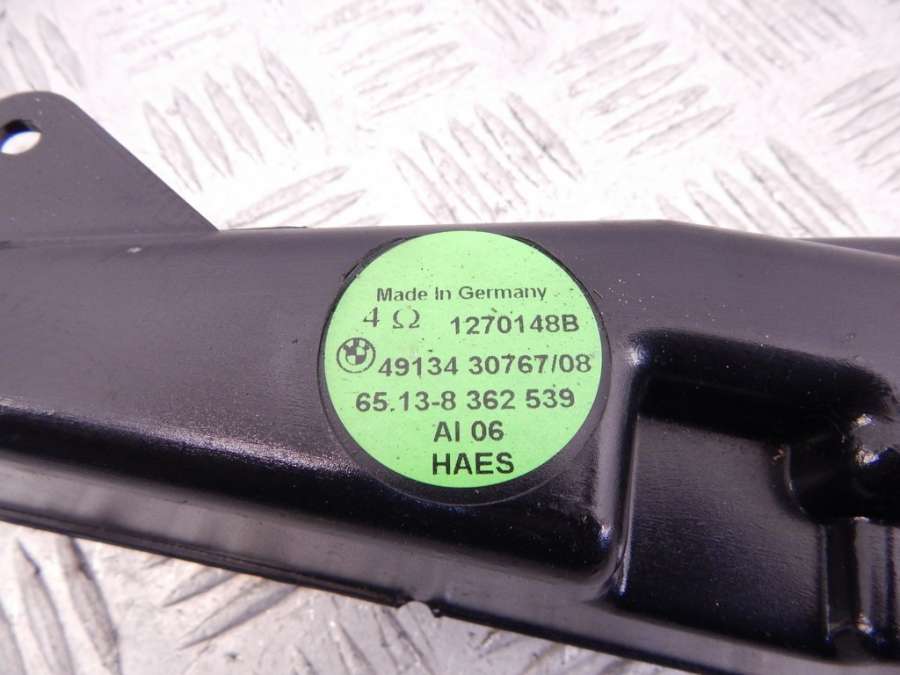 Made In Germany
4 Ω 1270148B
49134 30767/08
65.13-8 362 539
AI 06
HAES